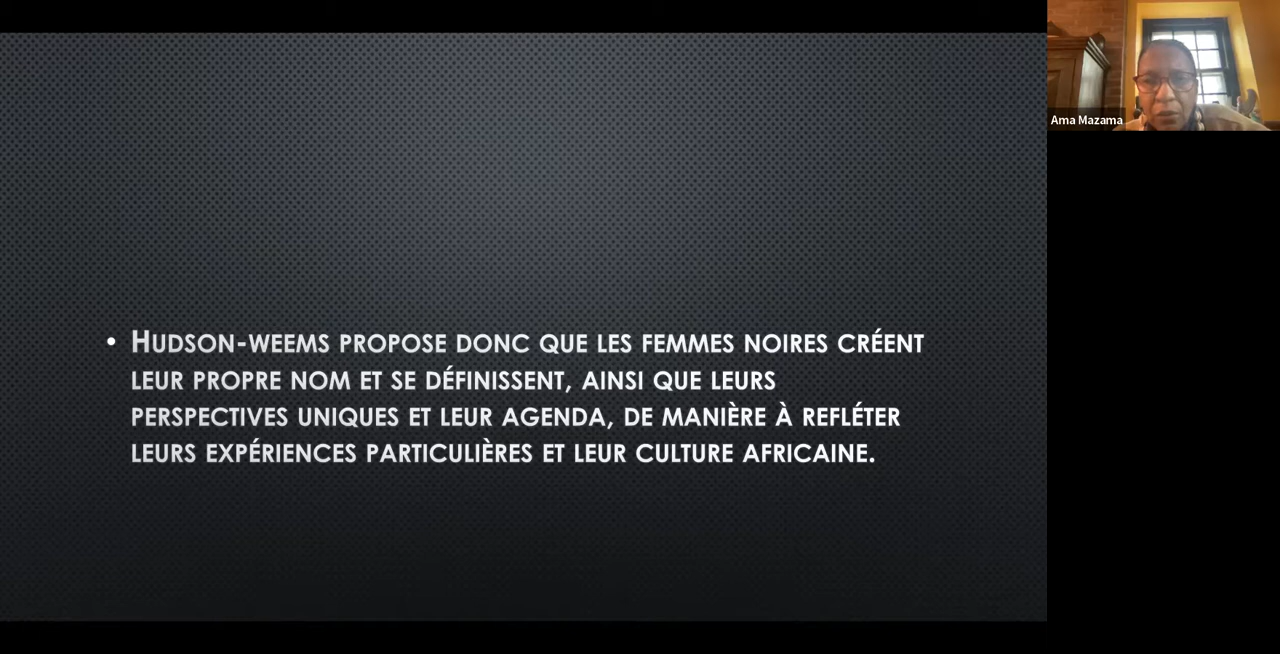 • Hudson-weems propose donc que les femmes noires créent
leur propre nom et se définissent, ainsi que leurs
perspectives uniques et leur agenda, de manière à refléter
leurs expériences particulières et leur culture africaine.
Ama Mazama